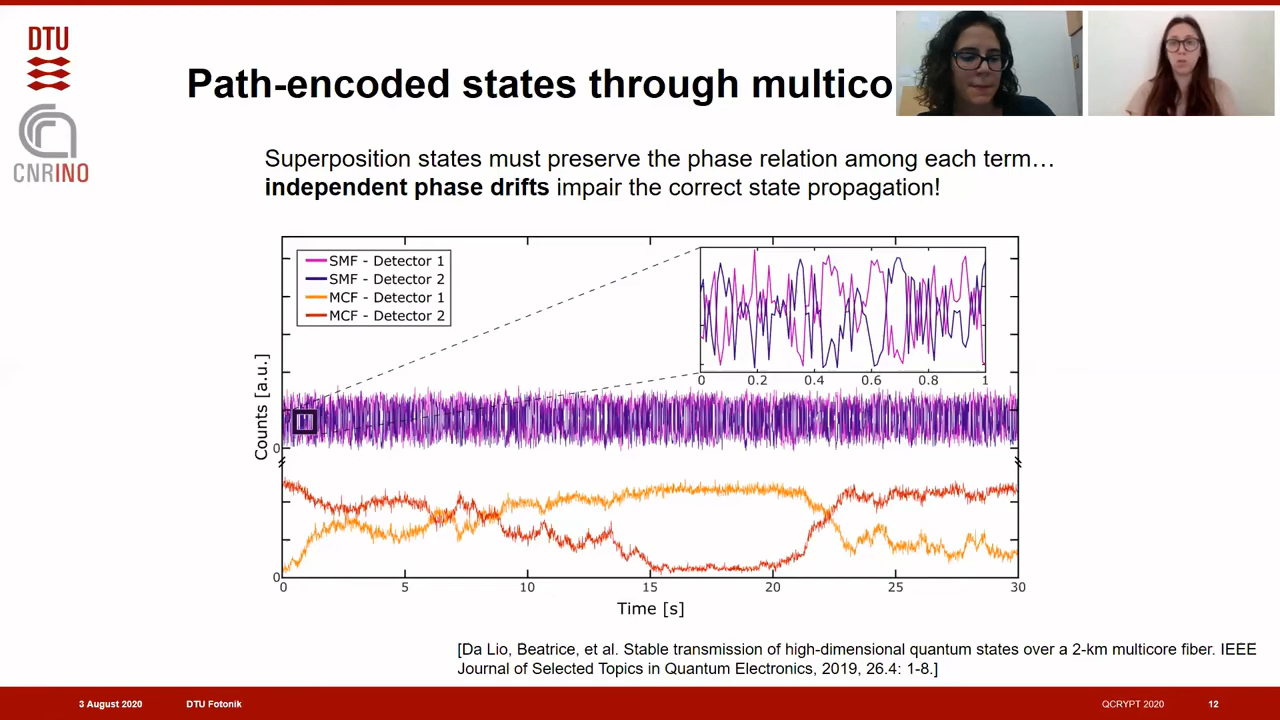 DTU
CNRINO
Path-encoded states through multico
Superposition states must preserve the phase relation among each term…
independent phase drifts impair the correct state propagation!
SMF - Detector 1
SMF - Detector 2
MCF - Detector 1
MCF - Detector 2
0 0.2 0.4 0.6 0.8 1
Counts [a.u.]
0
0
0 5 10 15 20 25 30
Time [s]
[Da Lio, Beatrice, et al. Stable transmission of high-dimensional quantum states over a 2-km multicore fiber. IEEE
Journal of Selected Topics in Quantum Electronics, 2019, 26.4: 1-8.]
3 August 2020 DTU Fotonik QCRYPT 2020 12